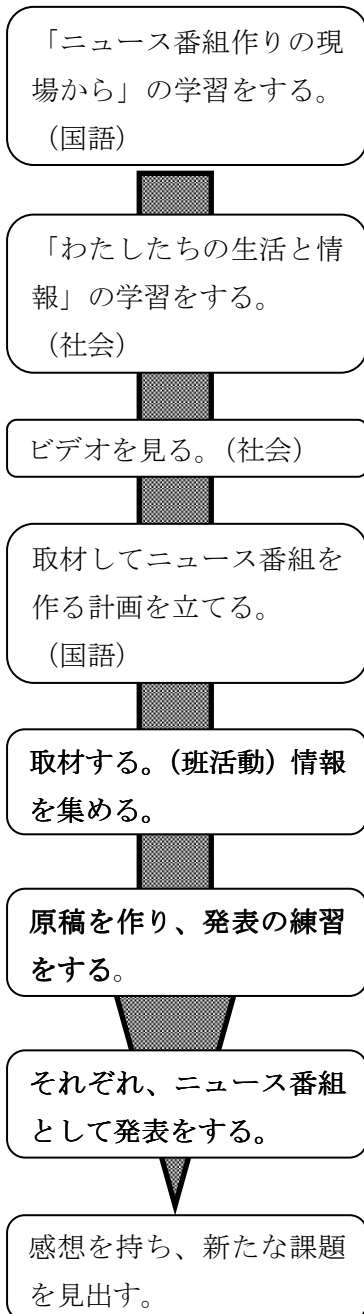 「ニュース番組作りの現
場から」の学習をする。
（国語）
「わたしたちの生活と情
報」の学習をする。
（社会）
ビデオを見る。（社会）
取材してニュース番組を
作る計画を立てる。
（国語）
取材する。（班活動）情報
を集める。
原稿を作り、発表の練習
をする。
それぞれ、ニュース番組
として発表をする。
感想を持ち、新たな課題
を見出す。